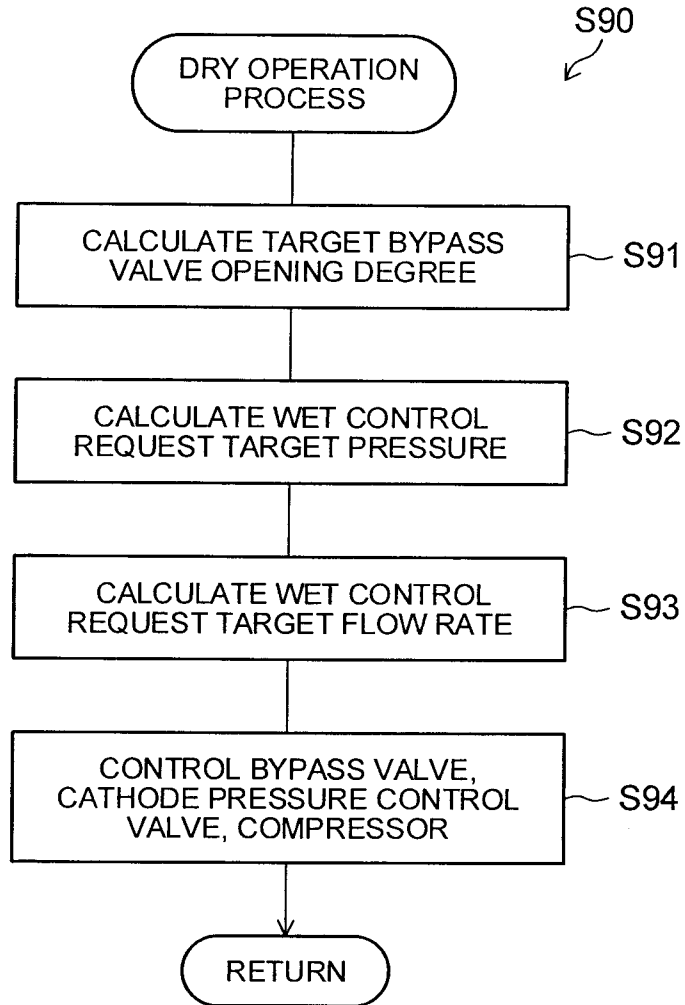 S90
DRY OPERATION
PROCESS
CALCULATE TARGET BYPASS
VALVE OPENING DEGREE
S91
CALCULATE WET CONTROL
REQUEST TARGET PRESSURE
S92
CALCULATE WET CONTROL
REQUEST TARGET FLOW RATE
S93
CONTROL BYPASS VALVE,
CATHODE PRESSURE CONTROL
VALVE, COMPRESSOR
S94
RETURN